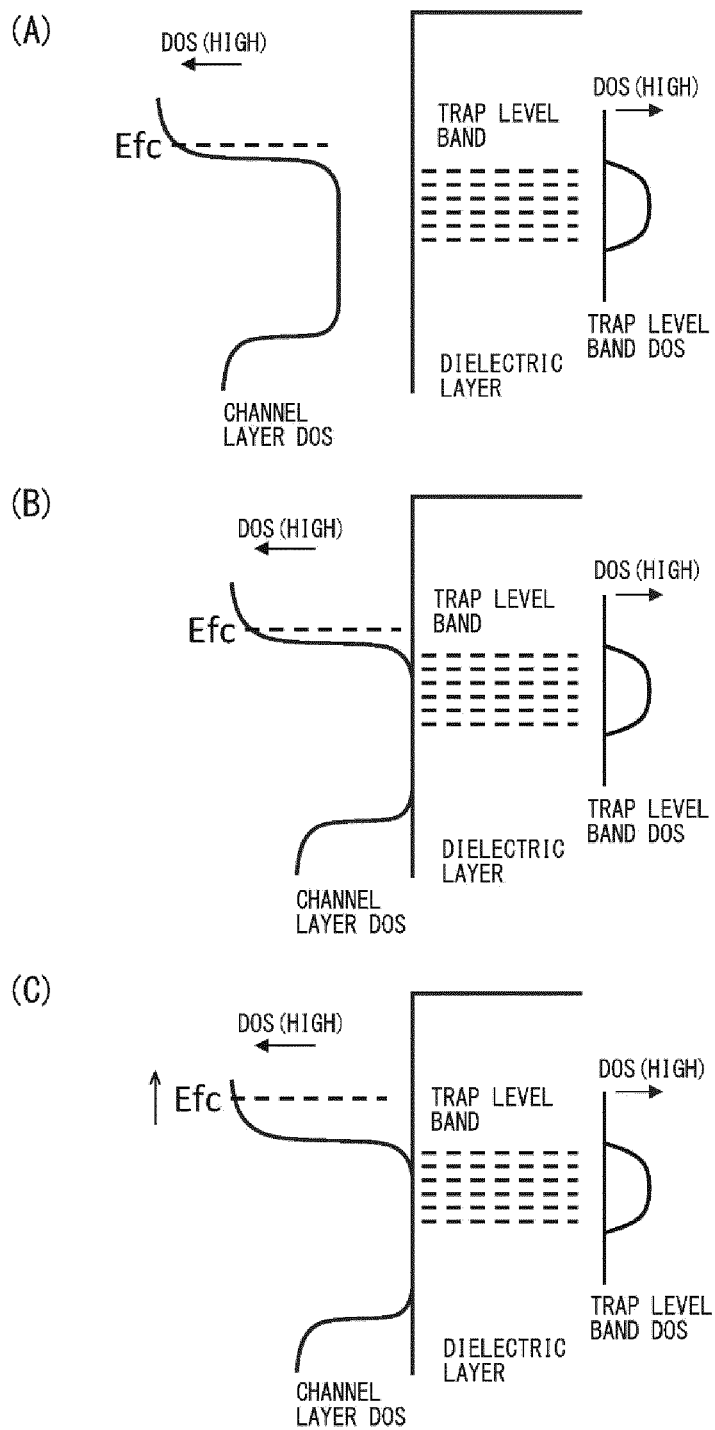 (A)
DOS(HIGH)
Efc
TRAP LEVEL
BAND
DOS(HIGH)
TRAP LEVEL
BAND DOS
DIELECTRIC
LAYER
CHANNEL
LAYER DOS
(B)
DOS(HIGH)
Efc
TRAP LEVEL
BAND
DOS(HIGH)
TRAP LEVEL
BAND DOS
DIELECTRIC
LAYER
CHANNEL
LAYER DOS
(C)
DOS(HIGH)
Efc
TRAP LEVEL
BAND
DOS(HIGH)
TRAP LEVEL
BAND DOS
DIELECTRIC
LAYER
CHANNEL
LAYER DOS